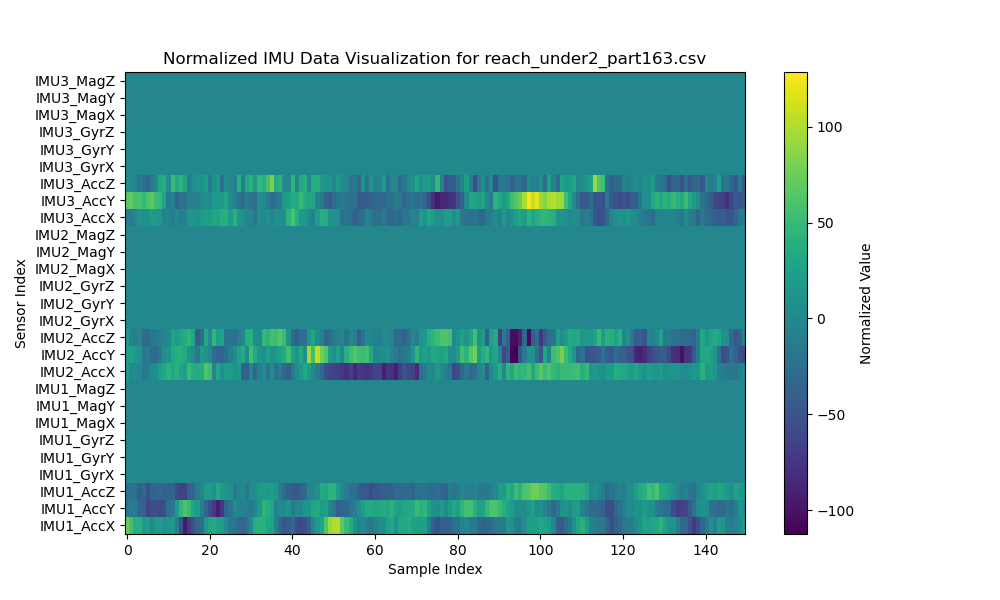 Normalized IMU Data Visualization for reach_under2_part163.csv
IMU3_MagZ
IMU3_MagY
IMU3_MagX
IMU3_GyrZ
IMU3_GyrY
IMU3_GyrX
IMU3_AccZ
IMU3_AccY
IMU3_AccX
IMU2_MagZ
IMU2_MagY
IMU2_MagX
IMU2_GyrZ
IMU2_GyrY
IMU2_GyrX
IMU2_AccZ
IMU2_AccY
IMU2_AccX
IMU1_MagZ
IMU1_MagY
IMU1_MagX
IMU1_GyrZ
IMU1_GyrY
IMU1_GyrX
IMU1_AccZ
IMU1_AccY
IMU1_AccX
Sensor Index
0 20 40 60 80 100 120 140
Sample Index
100
50
0
−50
−100
Normalized Value